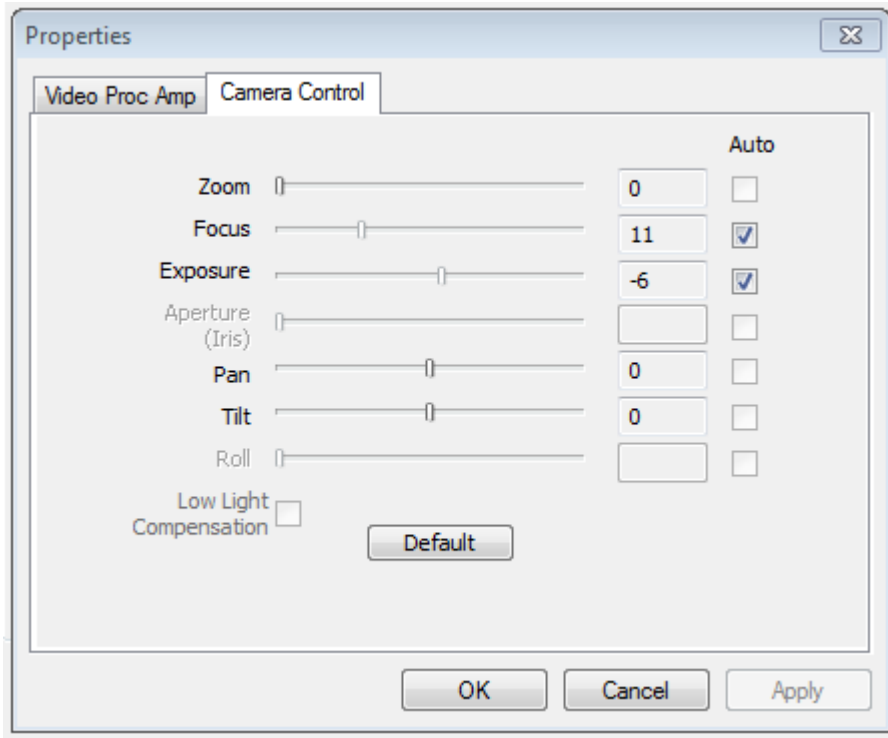 Properties
Video Proc Amp
Camera Control
Auto
Zoom 0
Focus 11
Exposure -6
Aperture
(Iris)
Pan 0
Tilt 0
Roll
Low Light
Compensation
Default
OK
Cancel
Apply